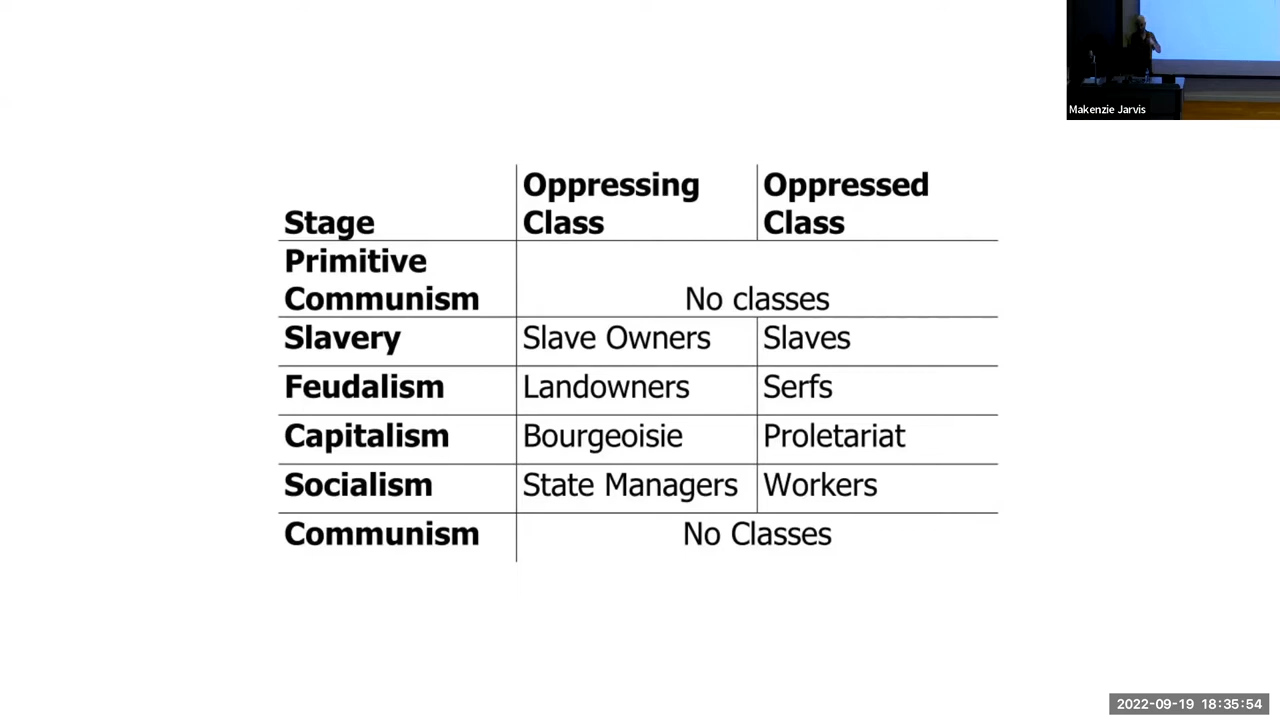 Makenzie Jarvis
Oppressing Oppressed
Stage Class Class
Primitive
Communism No classes
Slavery Slave Owners Slaves
Feudalism Landowners Serfs
Capitalism Bourgeoisie Proletariat
Socialism State Managers Workers
Communism No Classes
2022-09-19 18:35:54